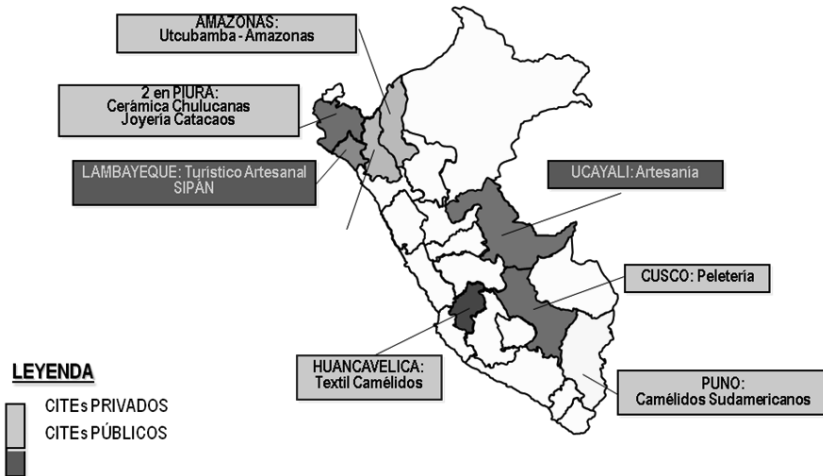 AMAZONAS:
Utcubamba - Amazonas
2 en PIURA:
Cerámica Chulucanas
Joyería Catacaos
LAMBAYEQUE: Turistico Artesanal
SIPÁN
UCAYALI: Artesanía
CUSCO: Peletería
HUANCAVELICA:
Textil Camélidos
PUNO:
Camélidos Sudamericanos
LEYENDA
CITEs PRIVADOS
CITEs PÚBLICOS